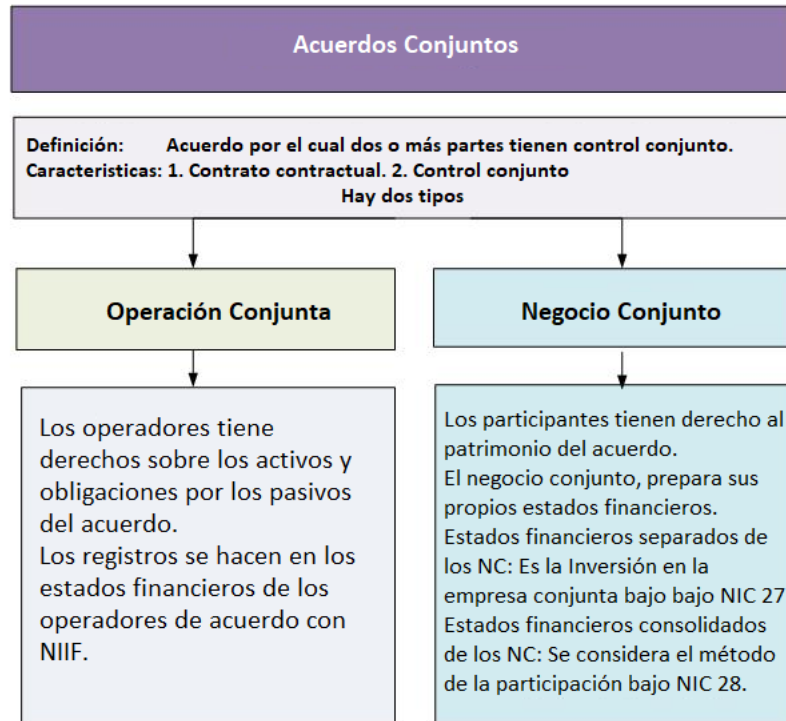 Acuerdos Conjuntos
Definición: Acuerdo por el cual dos o más partes tienen control conjunto.
Caracteristicas: 1. Contrato contractual. 2. Control conjunto
Hay dos tipos
Operación Conjunta
Negocio Conjunto
Los operadores tiene
derechos sobre los activos y
obligaciones por los pasivos
del acuerdo.
Los registros se hacen en los
estados financieros de los
operadores de acuerdo con
NIIF.
Los participantes tienen derecho al
patrimonio del acuerdo.
El negocio conjunto, prepara sus
propios estados financieros.
Estados financieros separados de
los NC: Es la Inversión en la
empresa conjunta bajo bajo NIC 27
Estados financieros consolidados
de los NC: Se considera el método
de la participación bajo NIC 28.